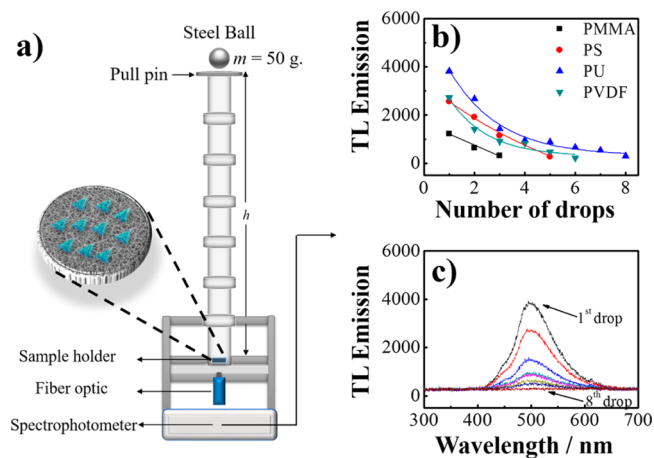 a)
Steel Ball
m = 50 g.
Pull pin
h
Sample holder
Fiber optic
Spectrophotometer
b)
PMMA
PS
PU
PVDF
TL Emission
6000
4000
2000
0
0 2 4 6 8
Number of drops
c)
TL Emission
6000
4000
2000
0
1st drop
8th drop
300 400 500 600 700
Wavelength / nm